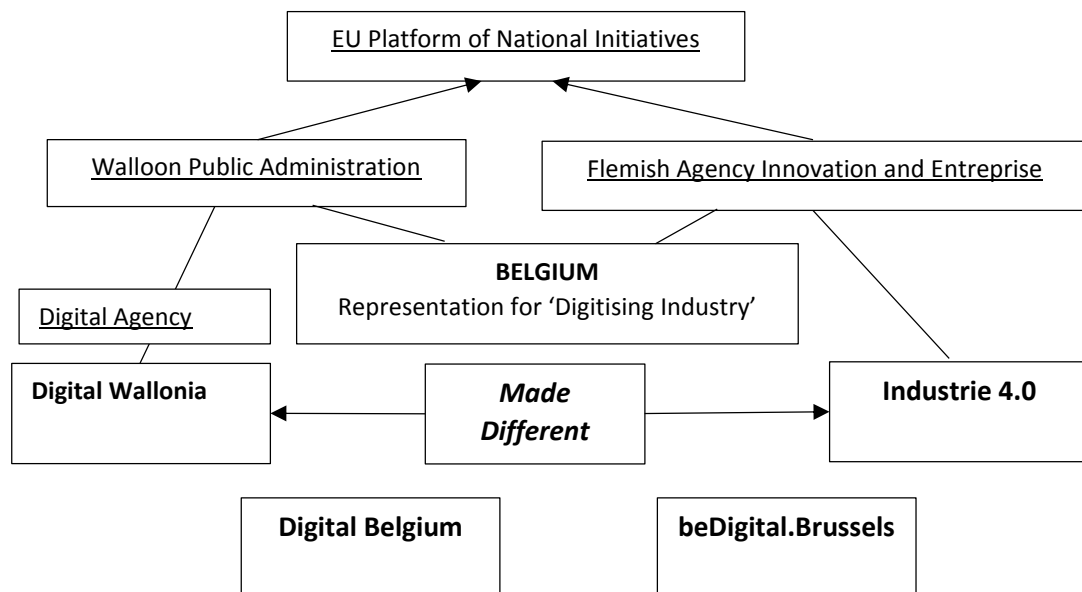 EU Platform of National Initiatives
Walloon Public Administration
Flemish Agency Innovation and Entreprise
BELGIUM
Representation for ‘Digitising Industry’
Digital Agency
Digital Wallonia
Made
Different
Industrie 4.0
Digital Belgium
beDigital.Brussels